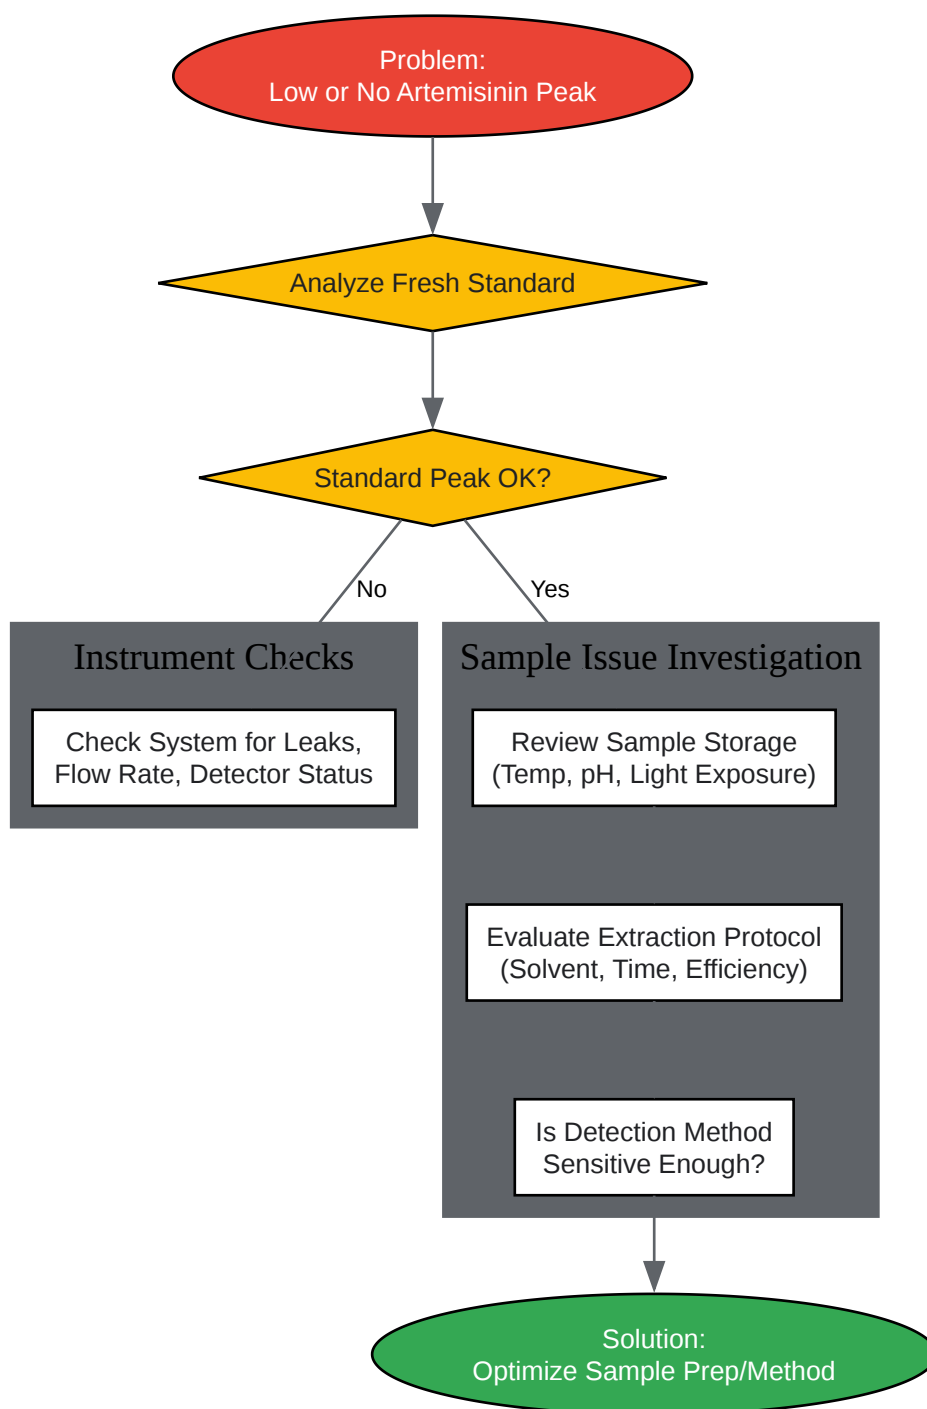 Problem:
Low or No Artemisinin Peak
Analyze Fresh Standard
Standard Peak OK?
No
Yes
Instrument Checks
Check System for Leaks,
Flow Rate, Detector Status
Sample Issue Investigation
Review Sample Storage
(Temp, pH, Light Exposure)
Evaluate Extraction Protocol
(Solvent, Time, Efficiency)
Is Detection Method
Sensitive Enough?
Solution:
Optimize Sample Prep/Method